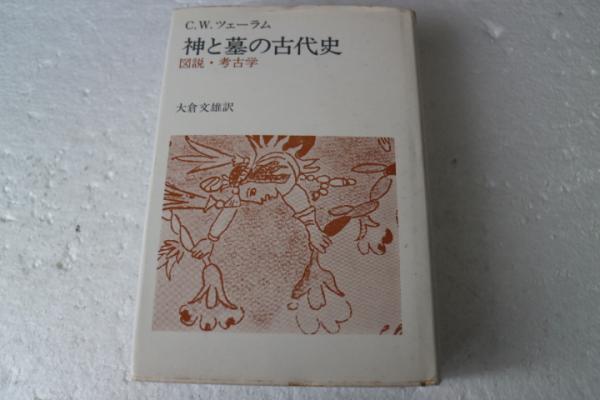 C.W.ツェーラム
神と墓の古代史
図説・考古学
大倉文雄訳